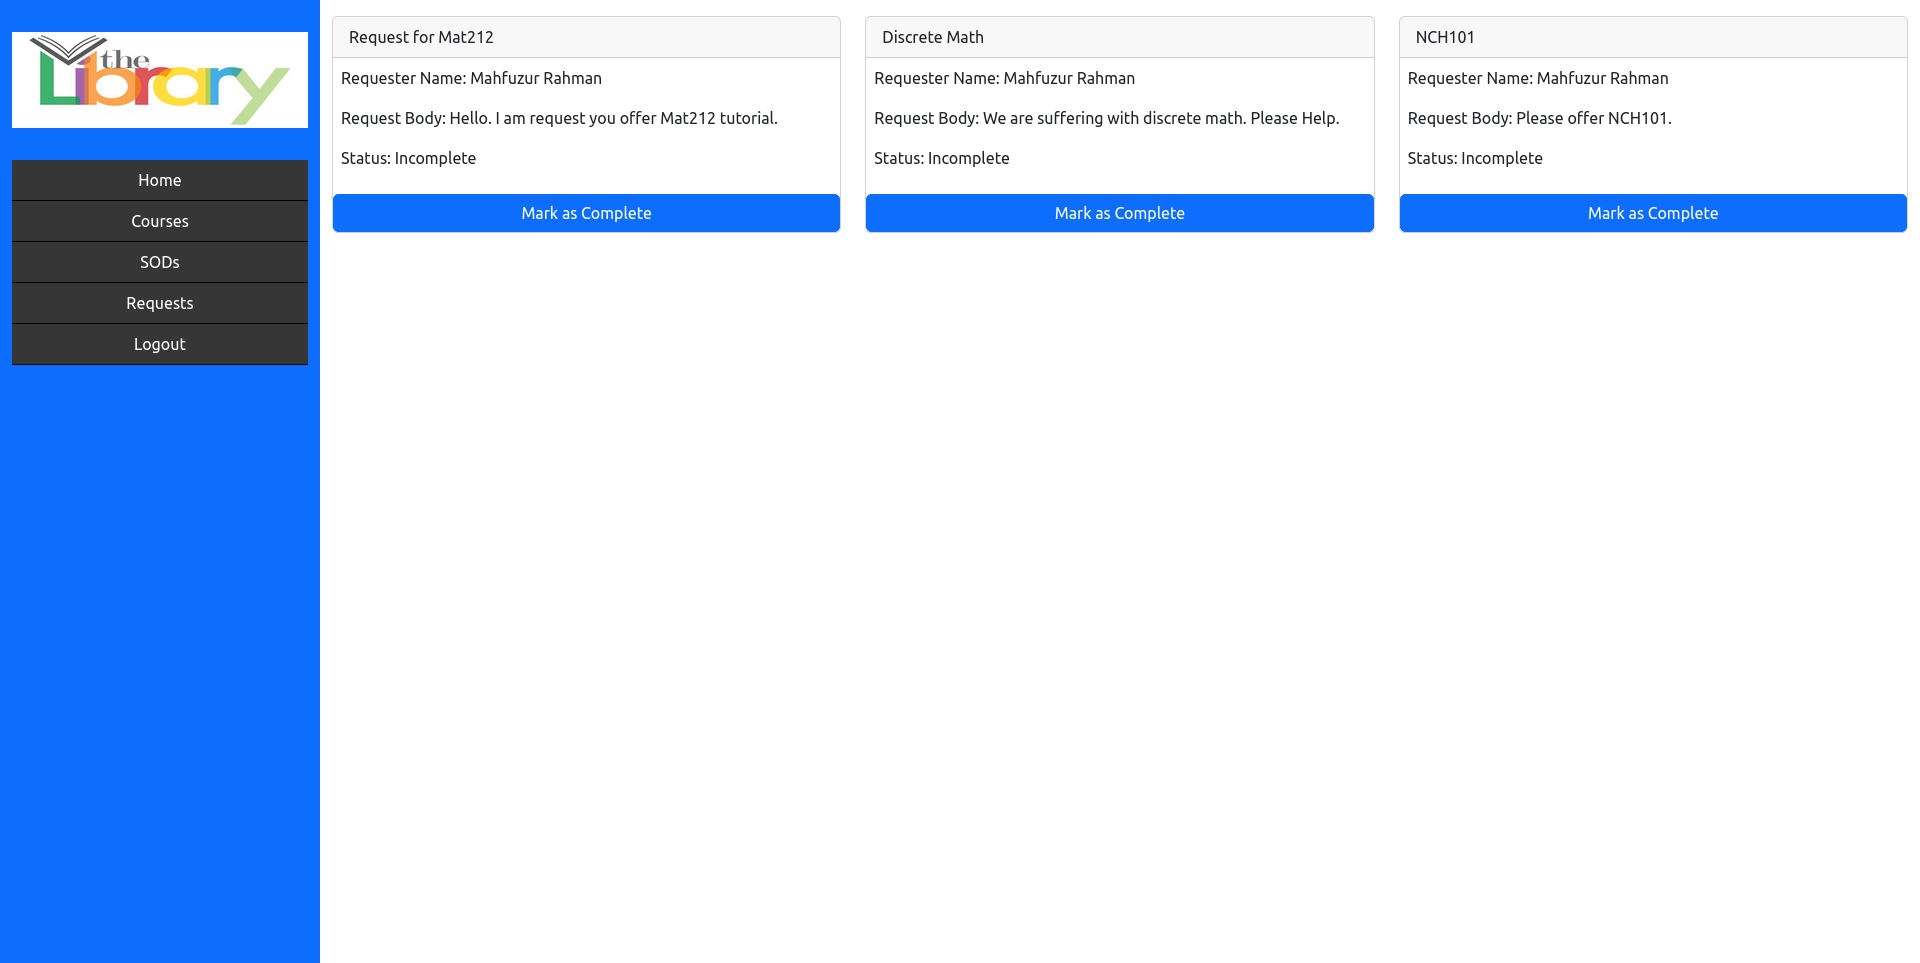 the
Library
Home
Courses
SODs
Requests
Logout
Request for Mat212
Requester Name: Mahfuzur Rahman
Request Body: Hello. I am request you offer Mat212 tutorial.
Status: Incomplete
Mark as Complete
Discrete Math
Requester Name: Mahfuzur Rahman
Request Body: We are suffering with discrete math. Please Help.
Status: Incomplete
Mark as Complete
NCH101
Requester Name: Mahfuzur Rahman
Request Body: Please offer NCH101.
Status: Incomplete
Mark as Complete